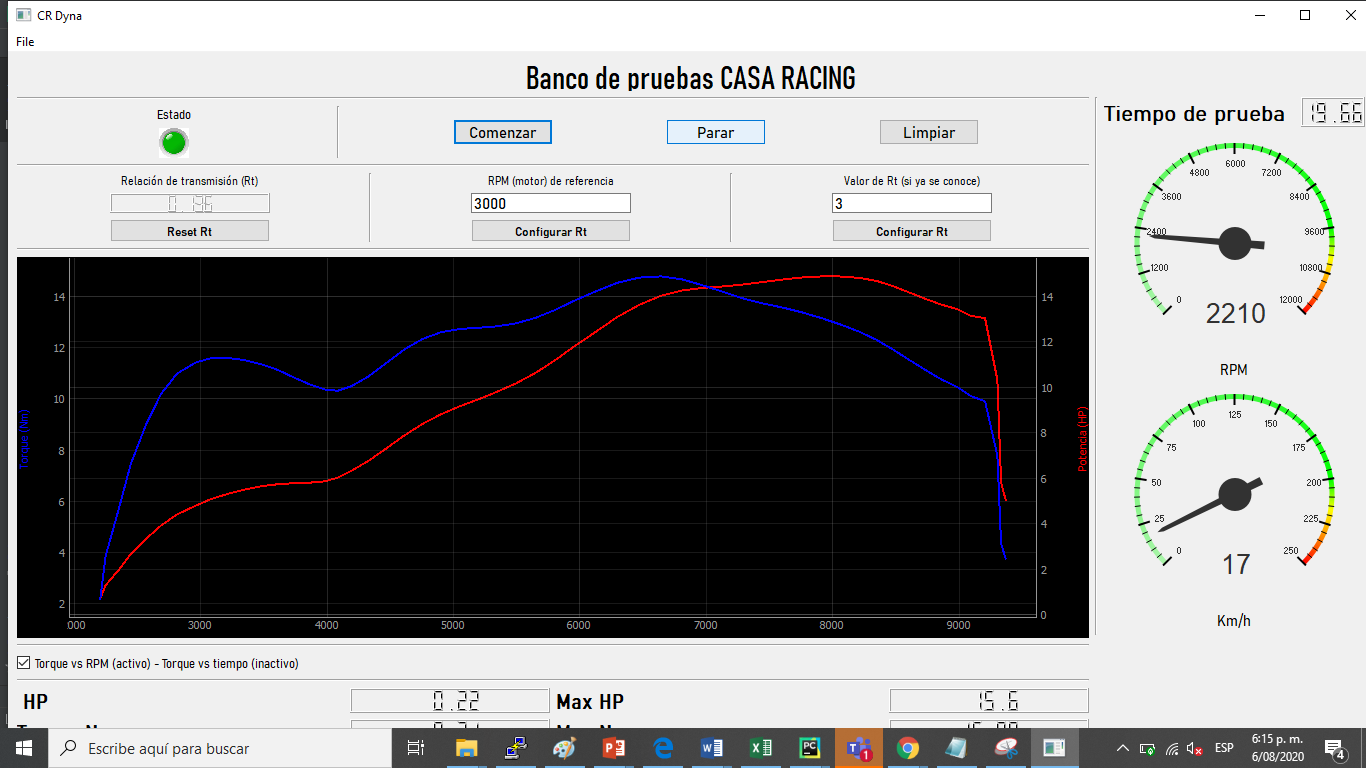 CR Dyna
File
Banco de pruebas CASA RACING
Estado
Comenzar
Parar
Limpiar
Tiempo de prueba
19.66
Relación de transmisión (Rt)
RPM (motor) de referencia
Valor de Rt (si ya se conoce)
3000
3
Reset Rt
Configurar Rt
Configurar Rt
14
12
10
8
6
4
2
Torque (Nm)
14
12
10
8
6
4
2
0
Potencia (HP)
:000
3000
4000
5000
6000
7000
8000
9000
0
1200
2400
3600
4800
6000
7200
8400
9600
10800
12000
2210
RPM
0
25
50
75
100
125
150
175
200
225
250
17
Km/h
Torque vs RPM (activo) - Torque vs tiempo (inactivo)
HP
0.22
Max HP
15.6
Escribe aquí para buscar
1
ESP
6:15 p. m.
6/08/2020
4